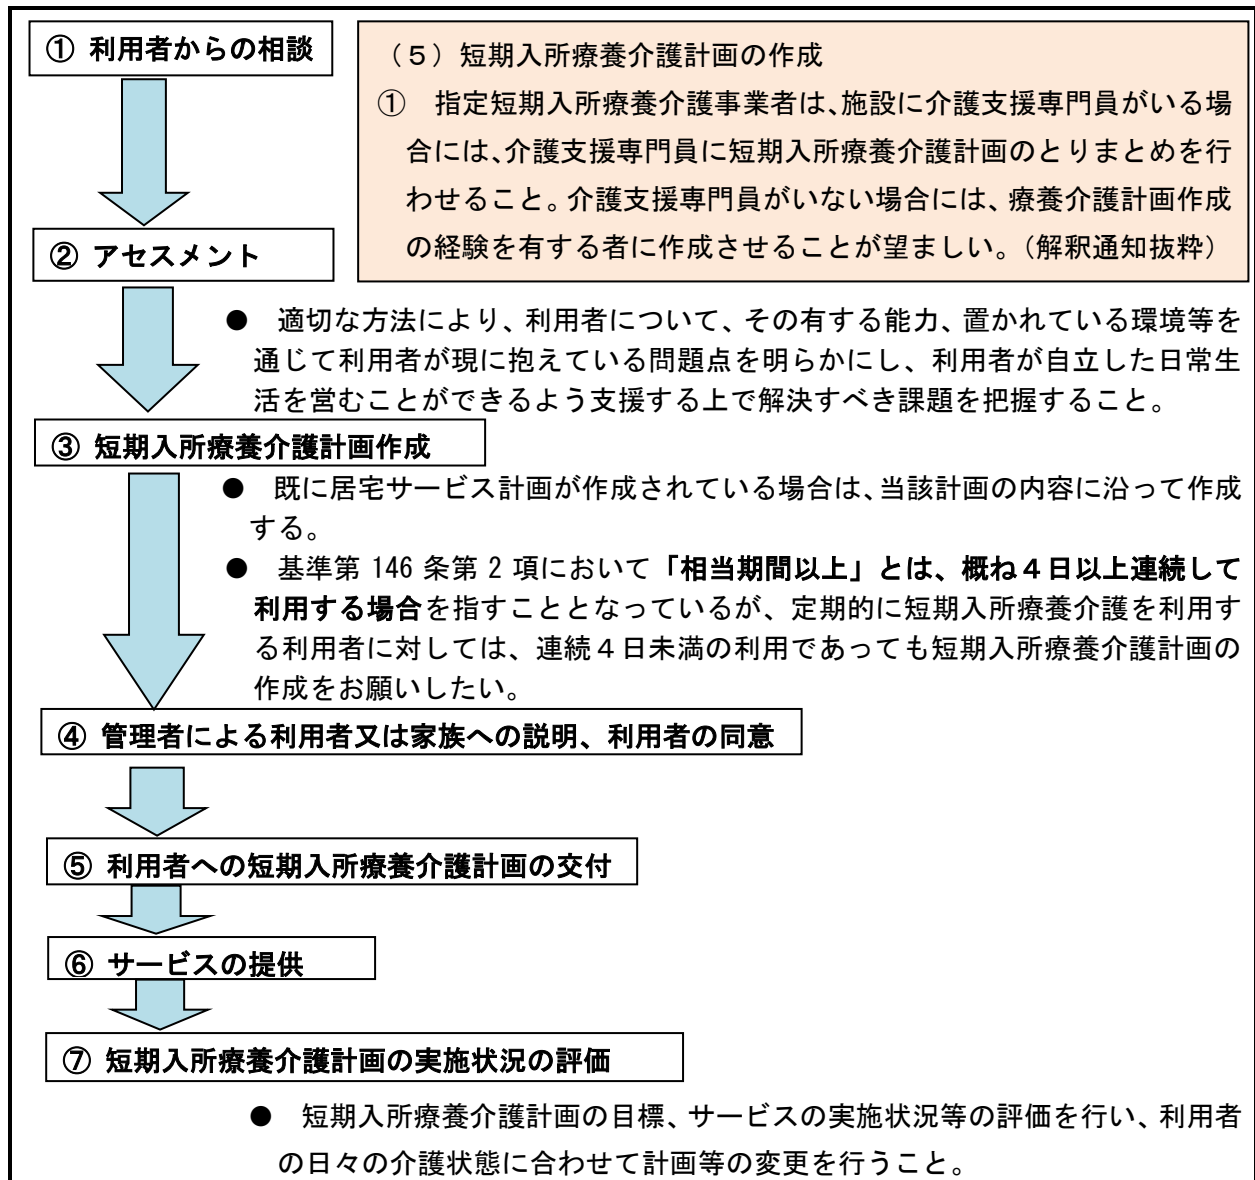 ① 利用者からの相談
(5)短期入所療養介護計画の作成
① 指定短期入所療養介護事業者は、施設に介護支援専門員がいる場
合には、介護支援専門員に短期入所療養介護計画のとりまとめを行
わせること。介護支援専門員がいない場合には、療養介護計画作成
の経験を有する者に作成させることが望ましい。(解釈通知抜粋)
② アセスメント
● 適切な方法により、利用者について、その有する能力、置かれている環境等を
通じて利用者が現に抱えている問題点を明らかにし、利用者が自立した日常生
活を営むことができるよう支援する上で解決すべき課題を把握すること。
③ 短期入所療養介護計画作成
● 既に居宅サービス計画が作成されている場合は、当該計画の内容に沿って作成
する。
● 基準第 146 条第 2 項において「相当期間以上」とは、概ね4日以上連続して
利用する場合を指すこととなっているが、定期的に短期入所療養介護を利用す
る利用者に対しては、連続4日未満の利用であっても短期入所療養介護計画の
作成をお願いしたい。
④ 管理者による利用者又は家族への説明、利用者の同意
⑤ 利用者への短期入所療養介護計画の交付
⑥ サービスの提供
⑦ 短期入所療養介護計画の実施状況の評価
● 短期入所療養介護計画の目標、サービスの実施状況等の評価を行い、利用者
の日々の介護状態に合わせて計画等の変更を行うこと。